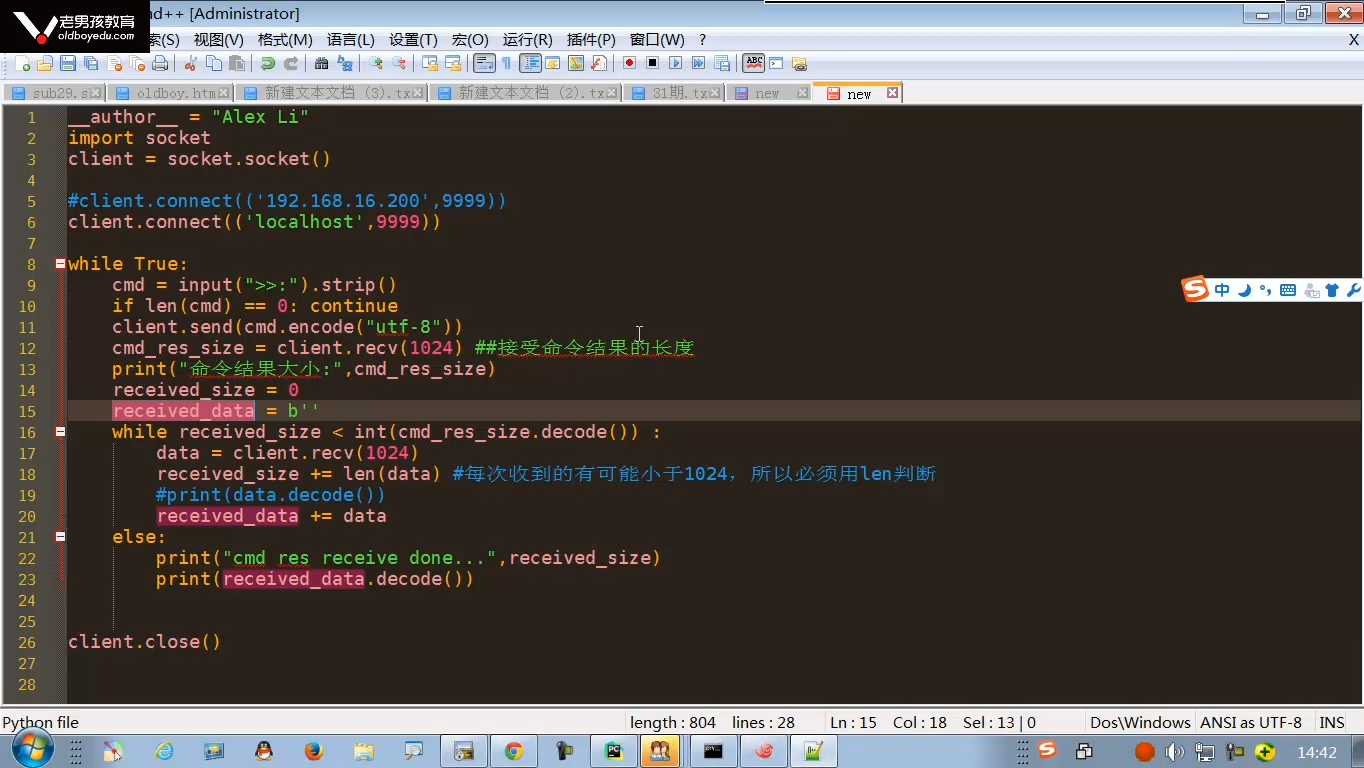 老男孩教育
oldboyedu.com
ad++ [Administrator]
索(S) 视图(V) 格式(M) 语言(L) 设置(T) 宏(O) 运行(R) 插件(P) 窗口(W) ? X
sub29.s oldboy.htm 新建文本文档 (3).tx 新建文本文档 (2).tx 31期.tx new new
1 __author__ = "Alex Li"
2 import socket
3 client = socket.socket()
4
5 #client.connect(('192.168.16.200',9999))
6 client.connect(('localhost',9999))
7
8 while True:
9 cmd = input(">>:").strip()
10 if len(cmd) == 0: continue
11 client.send(cmd.encode("utf-8"))
12 cmd_res_size = client.recv(1024) ##接受命令结果的长度
13 print("命令结果大小:",cmd_res_size)
14 received_size = 0
15 received_data = b''
16 while received_size < int(cmd_res_size.decode()) :
17 data = client.recv(1024)
18 received_size += len(data) #每次收到的有可能小于1024，所以必须用len判断
19 #print(data.decode())
20 received_data += data
21 else:
22 print("cmd res receive done...",received_size)
23 print(received_data.decode())
24
25
26 client.close()
27
28
中
Python file length : 804 lines : 28 Ln : 15 Col : 18 Sel : 13 | 0 Dos\Windows ANSI as UTF-8 INS
14:42